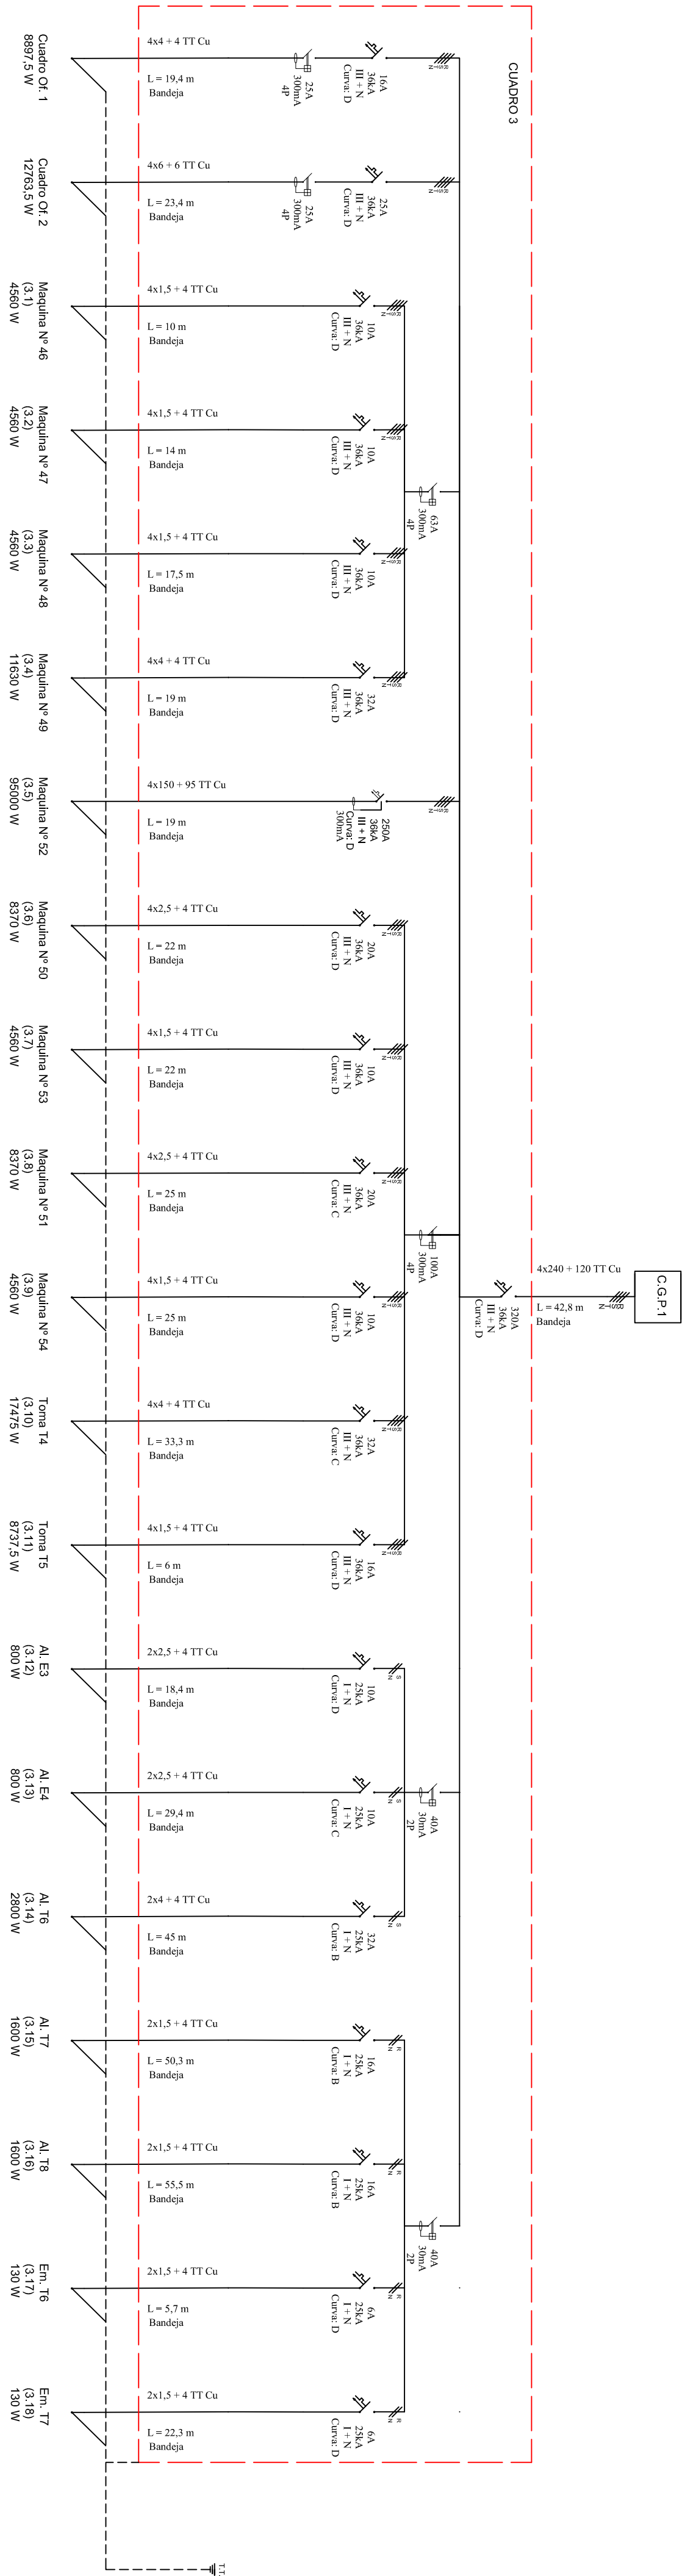 C.G.P.1
4x240 + 120 TT Cu
L = 42,8 m
Bandeja
R
S
T
N
CUADRO 3
320A
36kA
III + N
Curva: D
R
S
T
N
16A
36kA
III + N
Curva: D
25A
300mA
4P
4x4 + 4 TT Cu
L = 19,4 m
Bandeja
Cuadro Of. 1
8897,5 W
R
S
T
N
25A
36kA
III + N
Curva: D
25A
300mA
4P
4x6 + 6 TT Cu
L = 23,4 m
Bandeja
Cuadro Of. 2
12763,5 W
63A
300mA
4P
R
S
T
N
10A
36kA
III + N
Curva: D
4x1,5 + 4 TT Cu
L = 10 m
Bandeja
Maquina Nº 46
(3.1)
4560 W
R
S
T
N
10A
36kA
III + N
Curva: D
4x1,5 + 4 TT Cu
L = 14 m
Bandeja
Maquina Nº 47
(3.2)
4560 W
R
S
T
N
10A
36kA
III + N
Curva: D
4x1,5 + 4 TT Cu
L = 17,5 m
Bandeja
Maquina Nº 48
(3.3)
4560 W
R
S
T
N
32A
36kA
III + N
Curva: D
4x4 + 4 TT Cu
L = 19 m
Bandeja
Maquina Nº 49
(3.4)
11630 W
R
S
T
N
250A
36kA
III + N
Curva: D
300mA
4x150 + 95 TT Cu
L = 19 m
Bandeja
Maquina Nº 52
(3.5)
95000 W
100A
300mA
4P
R
S
T
N
20A
36kA
III + N
Curva: D
4x2,5 + 4 TT Cu
L = 22 m
Bandeja
Maquina Nº 50
(3.6)
8370 W
R
S
T
N
10A
36kA
III + N
Curva: D
4x1,5 + 4 TT Cu
L = 22 m
Bandeja
Maquina Nº 53
(3.7)
4560 W
R
S
T
N
20A
36kA
III + N
Curva: C
4x2,5 + 4 TT Cu
L = 25 m
Bandeja
Maquina Nº 51
(3.8)
8370 W
R
S
T
N
10A
36kA
III + N
Curva: D
4x1,5 + 4 TT Cu
L = 25 m
Bandeja
Maquina Nº 54
(3.9)
4560 W
R
S
T
N
32A
36kA
III + N
Curva: C
4x4 + 4 TT Cu
L = 33,3 m
Bandeja
Toma T4
(3.10)
17475 W
R
S
T
N
16A
36kA
III + N
Curva: D
4x1,5 + 4 TT Cu
L = 6 m
Bandeja
Toma T5
(3.11)
8737,5 W
40A
30mA
2P
S
N
10A
25kA
I + N
Curva: D
2x2,5 + 4 TT Cu
L = 18,4 m
Bandeja
Al. E3
(3.12)
800 W
S
N
10A
25kA
I + N
Curva: C
2x2,5 + 4 TT Cu
L = 29,4 m
Bandeja
Al. E4
(3.13)
800 W
S
N
32A
25kA
I + N
Curva: B
2x4 + 4 TT Cu
L = 45 m
Bandeja
Al. T6
(3.14)
2800 W
40A
30mA
2P
R
N
16A
25kA
I + N
Curva: B
2x1,5 + 4 TT Cu
L = 50,3 m
Bandeja
Al. T7
(3.15)
1600 W
R
N
16A
25kA
I + N
Curva: B
2x1,5 + 4 TT Cu
L = 55,5 m
Bandeja
Al. T8
(3.16)
1600 W
R
N
6A
25kA
I + N
Curva: D
2x1,5 + 4 TT Cu
L = 5,7 m
Bandeja
Em. T6
(3.17)
130 W
R
N
6A
25kA
I + N
Curva: D
2x1,5 + 4 TT Cu
L = 22,3 m
Bandeja
Em. T7
(3.18)
130 W
T.T.